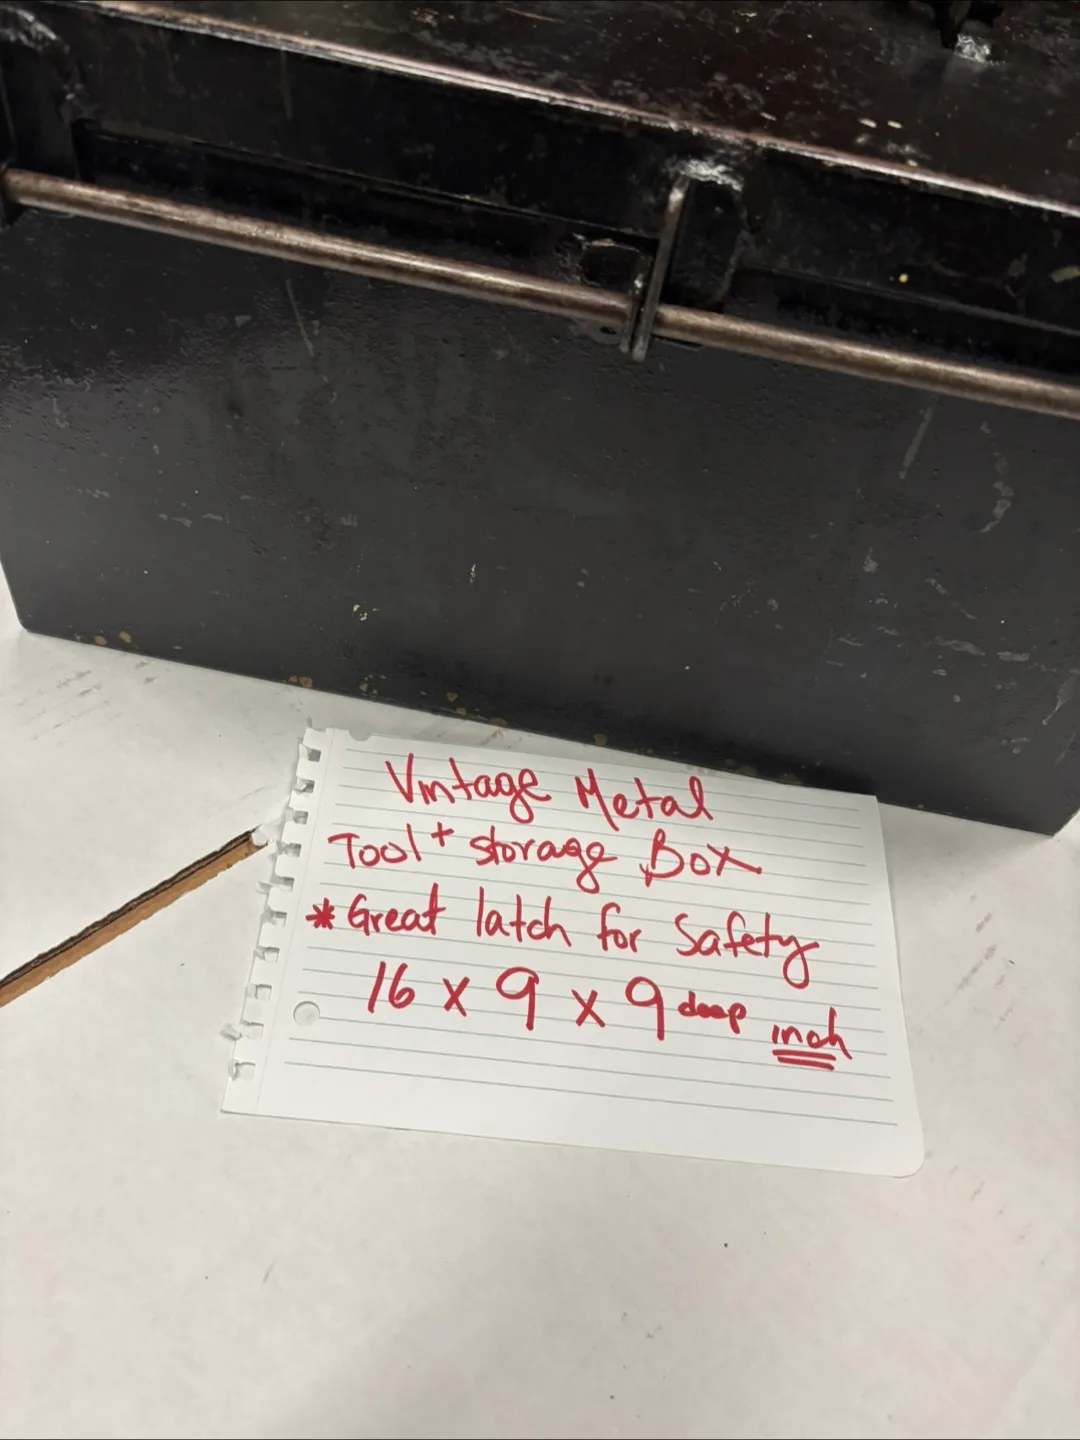 Vintage Metal
Tool + storage Box
* Great latch for Safety
16 x 9 x 9 deep inch